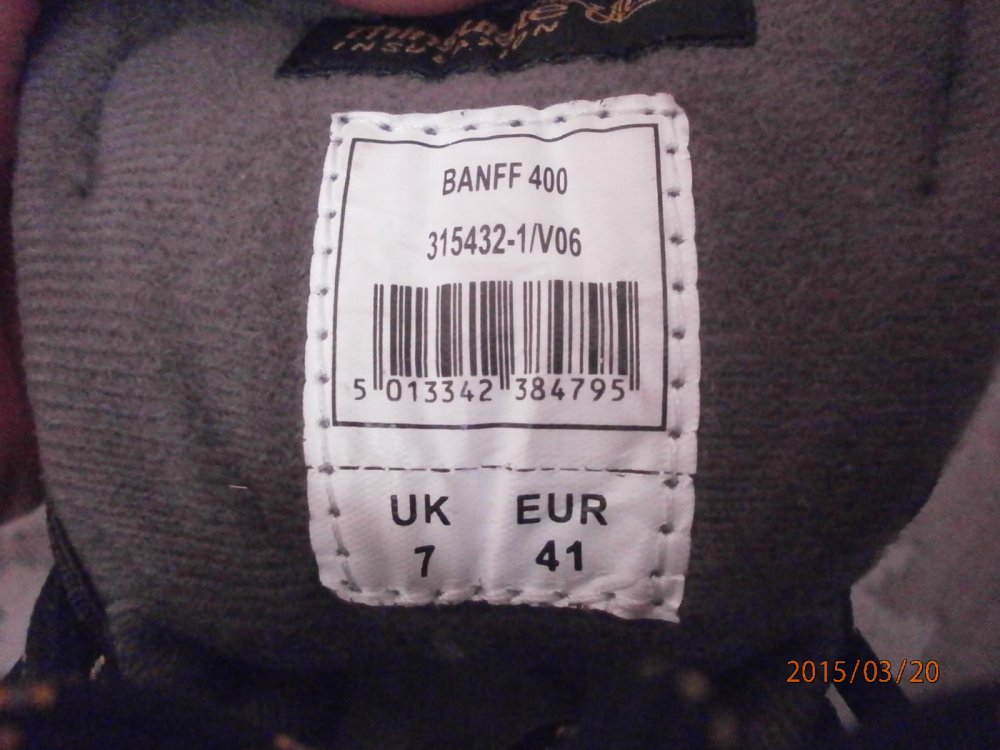 BANFF 400
315432-1/V06
5 013342 384795
UK EUR
7 41
2015/03/20